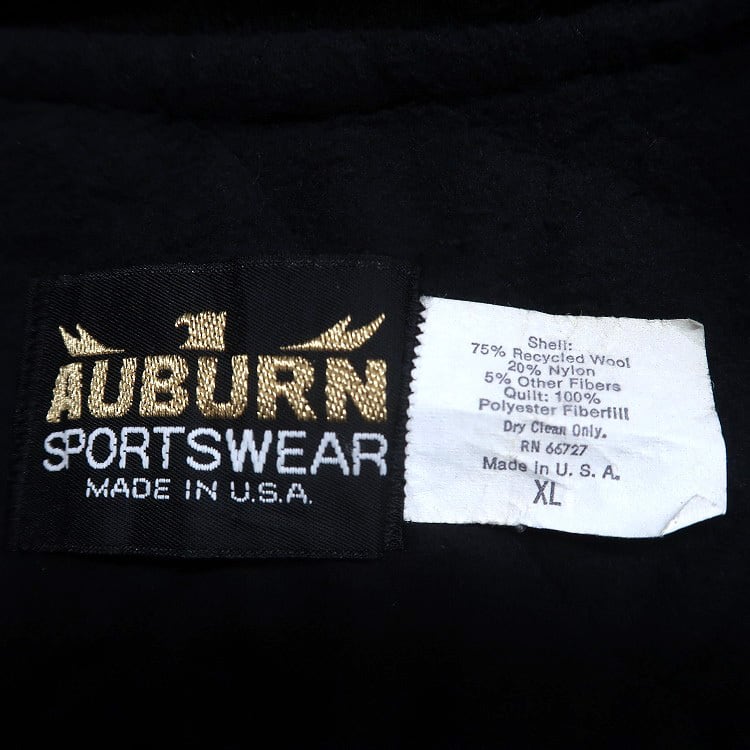 AUBURN
SPORTSWEAR
MADE IN U.S.A.
Shell:
75% Recycled Wool
20% Nylon
5% Other Fibers
Quilt: 100%
Polyester Fiberfill
Dry Clean Only.
RN 66727
Made in U. S. A.
XL